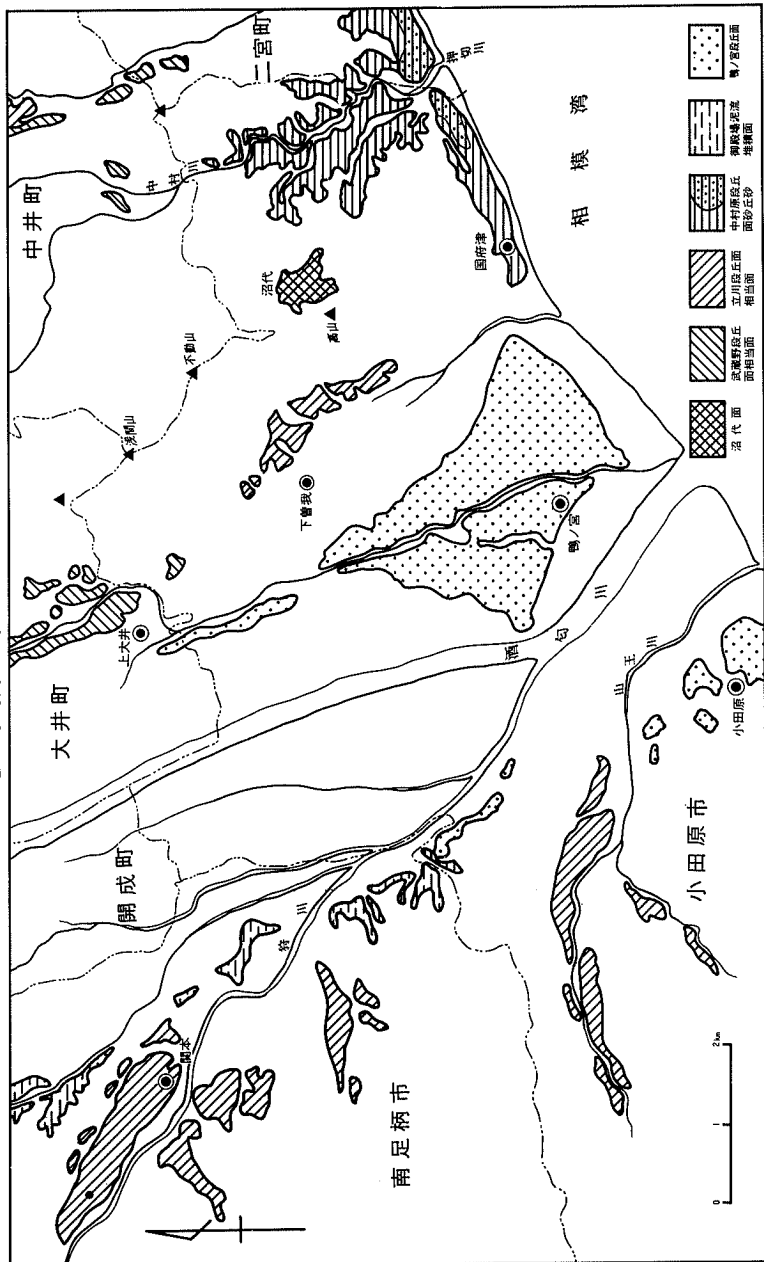 中井町
二宮町
大井町
開成町
南足柄市
小田原市
相模湾
中村川
押切川
酒匂川
狩川
山王川
不動山
浅間山
高山
沼代
国府津
下曽我
鴨ノ宮
上大井
関本
小田原
0 1 2km
鴨ノ宮段丘面
御殿場泥流
堆積面
中村原段丘
面砂丘砂
立川段丘面
相当面
武蔵野段丘
面相当面
沼代面